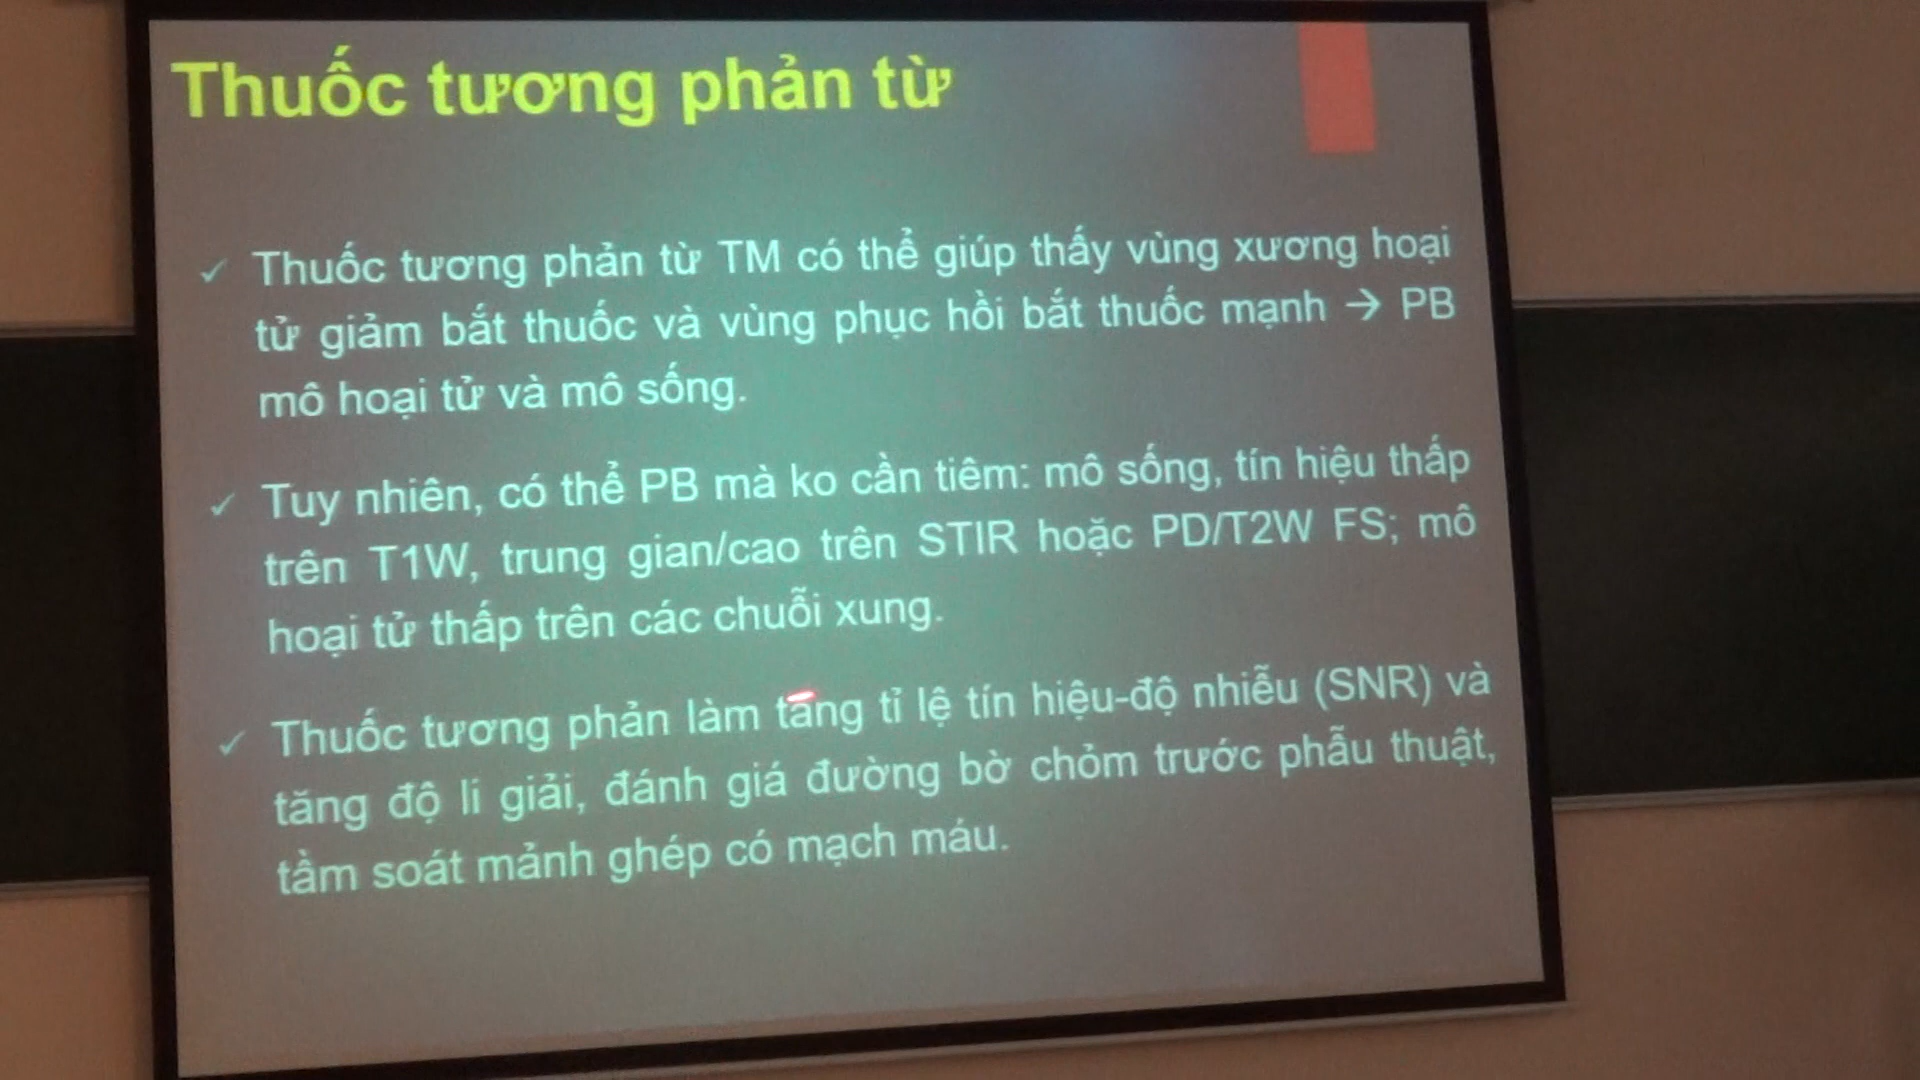 Thuốc tương phản từ
✓ Thuốc tương phản từ TM có thể giúp thấy vùng xương hoại
tử giảm bắt thuốc và vùng phục hồi bắt thuốc mạnh → PB
mô hoại tử và mô sống.
✓ Tuy nhiên, có thể PB mà ko cần tiêm: mô sống, tín hiệu thấp
trên T1W, trung gian/cao trên STIR hoặc PD/T2W FS; mô
hoại tử thấp trên các chuỗi xung.
✓ Thuốc tương phản làm tăng tỉ lệ tín hiệu-độ nhiễu (SNR) và
tăng độ li giải, đánh giá đường bờ chỏm trước phẫu thuật,
tầm soát mảnh ghép có mạch máu.